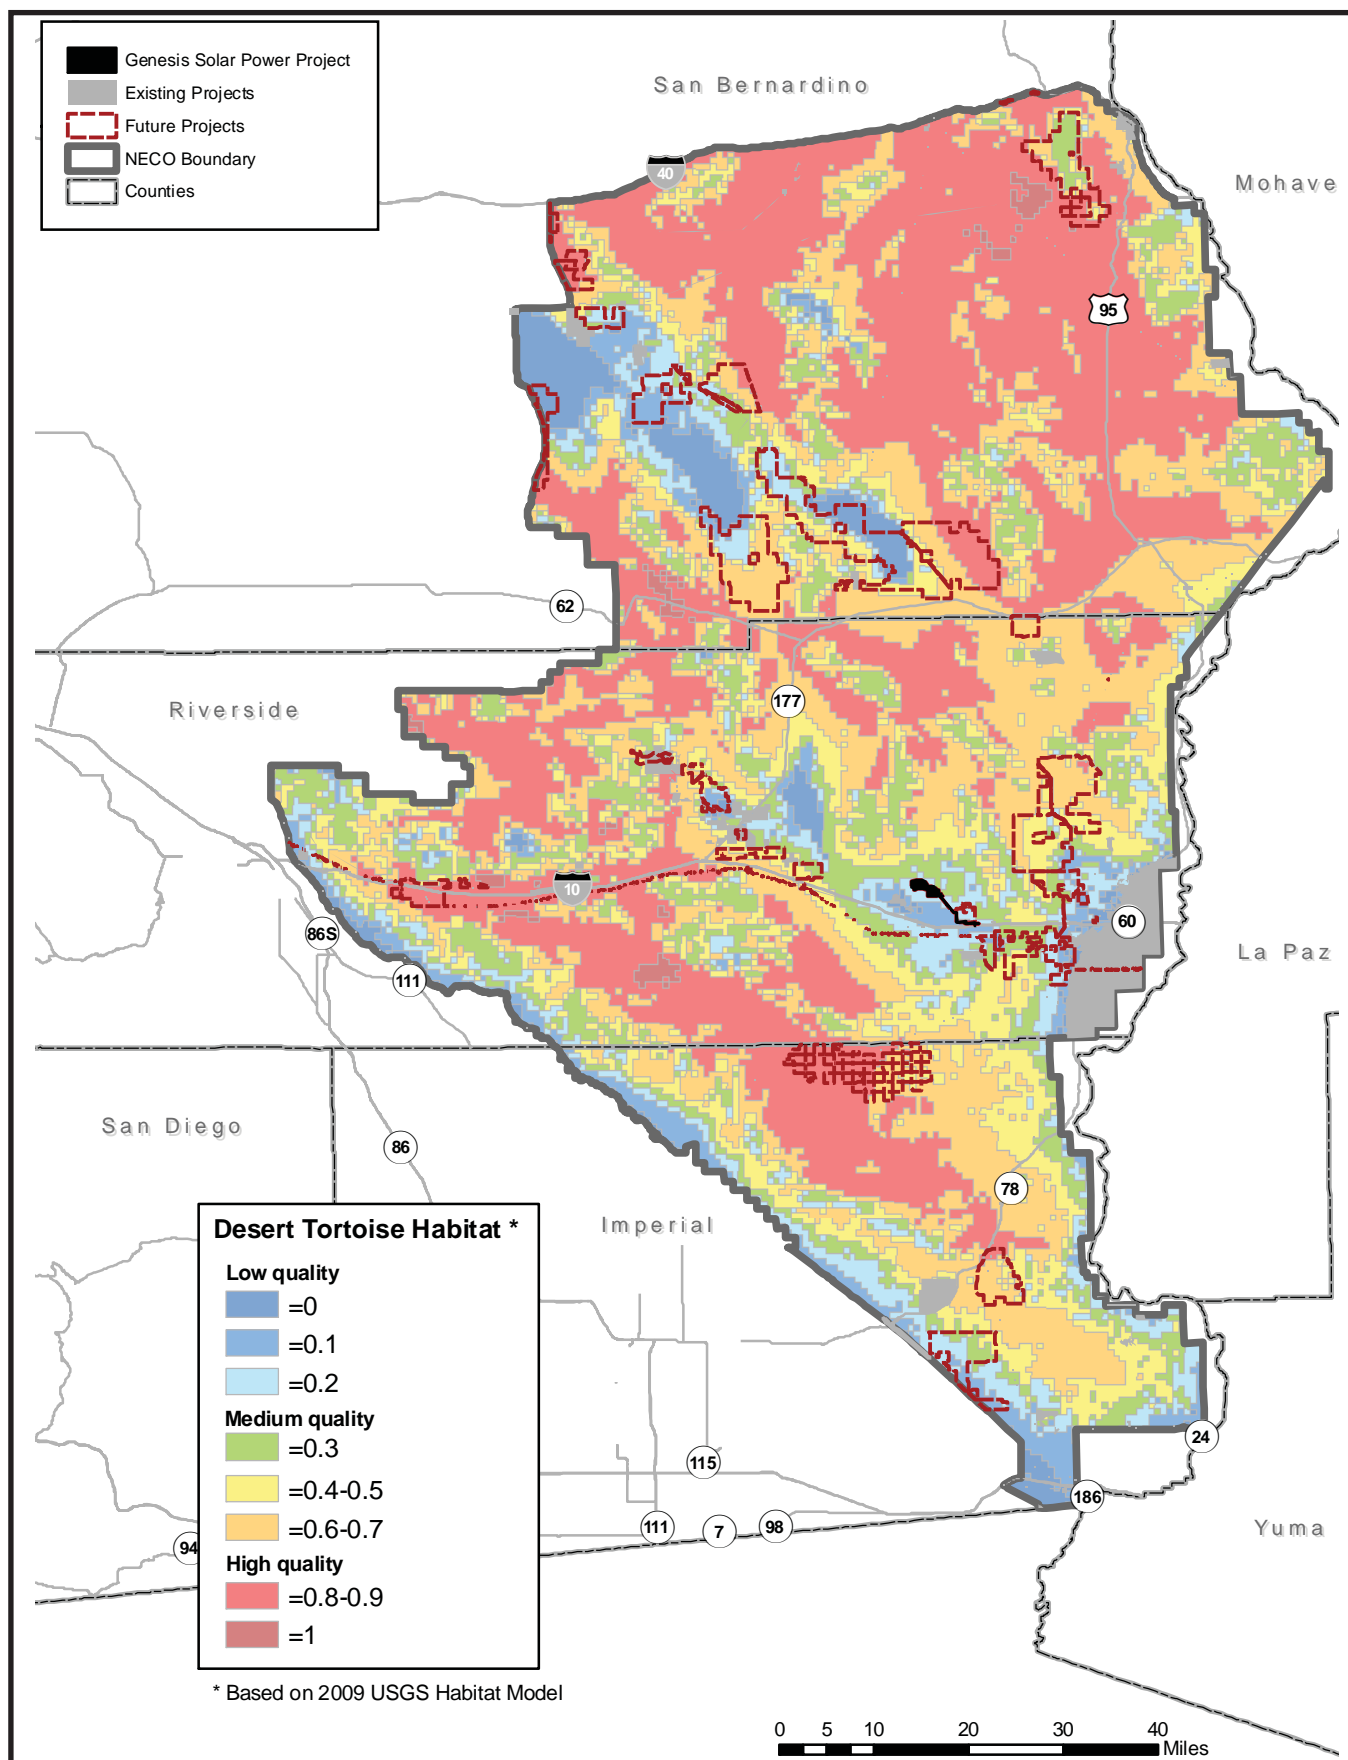 Genesis Solar Power Project
Existing Projects
Future Projects
NECO Boundary
Counties
San Bernardino
40
Mohave
95
62
177
Riverside
10
60
86S
111
La Paz
San Diego
86
78
Imperial
Desert Tortoise Habitat *
Low quality
=0
=0.1
=0.2
Medium quality
=0.3
=0.4-0.5
=0.6-0.7
High quality
=0.8-0.9
=1
24
115
186
111
7
98
94
Yuma
* Based on 2009 USGS Habitat Model
0 5 10 20 30 40
Miles